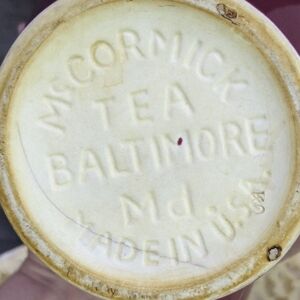 McCORMICK
TEA
BALTIMORE
Md.
MADE IN U.S.A.